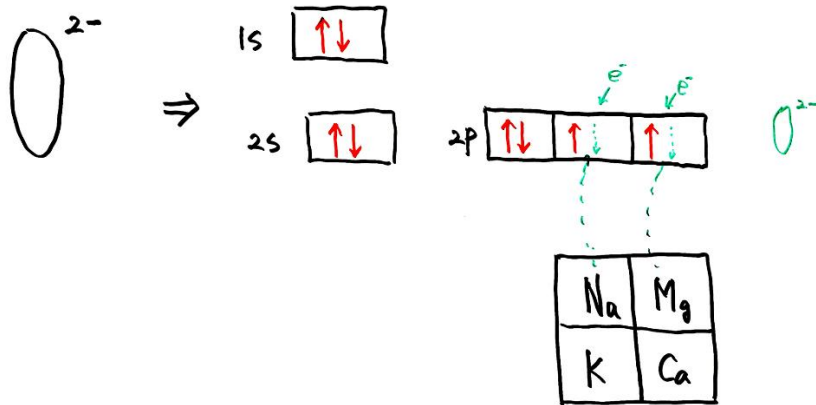 O²⁻ ⇒ 1s ↑↓
e⁻ e⁻
2s ↑↓ 2p ↑↓ ↑⇣ ↑⇣ O²⁻
Na Mg
K Ca